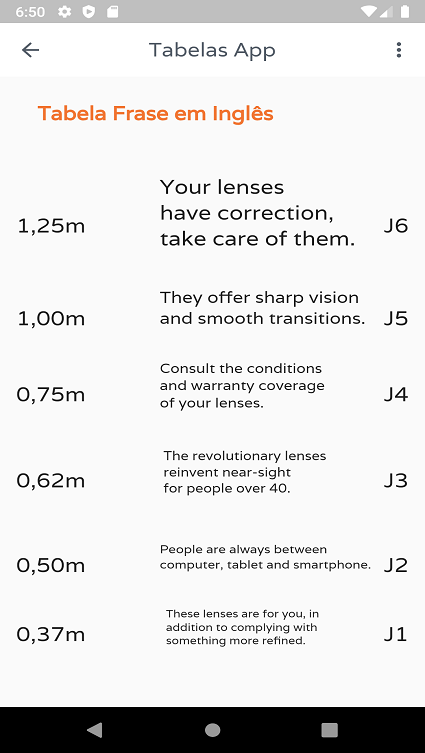 6:50
Tabelas App
Tabela Frase em Inglês
Your lenses
have correction,
take care of them.
1,25m
J6
They offer sharp vision
and smooth transitions.
1,00m
J5
Consult the conditions
and warranty coverage
of your lenses.
0,75m
J4
The revolutionary lenses
reinvent near-sight
for people over 40.
0,62m
J3
People are always between
computer, tablet and smartphone.
0,50m
J2
These lenses are for you, in
addition to complying with
something more refined.
0,37m
J1